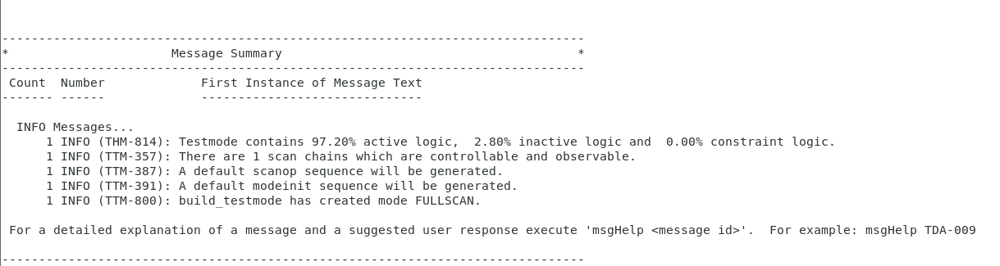 -------------------------------------------------------------------------------
*                      Message Summary                                        *
-------------------------------------------------------------------------------
 Count  Number             First Instance of Message Text
------- ------             ------------------------------
  INFO Messages...
      1 INFO (THM-814): Testmode contains 97.20% active logic,  2.80% inactive logic and  0.00% constraint logic.
      1 INFO (TTM-357): There are 1 scan chains which are controllable and observable.
      1 INFO (TTM-387): A default scanop sequence will be generated.
      1 INFO (TTM-391): A default modeinit sequence will be generated.
      1 INFO (TTM-800): build_testmode has created mode FULLSCAN.
 For a detailed explanation of a message and a suggested user response execute 'msgHelp <message id>'.  For example: msgHelp TDA-009
-------------------------------------------------------------------------------